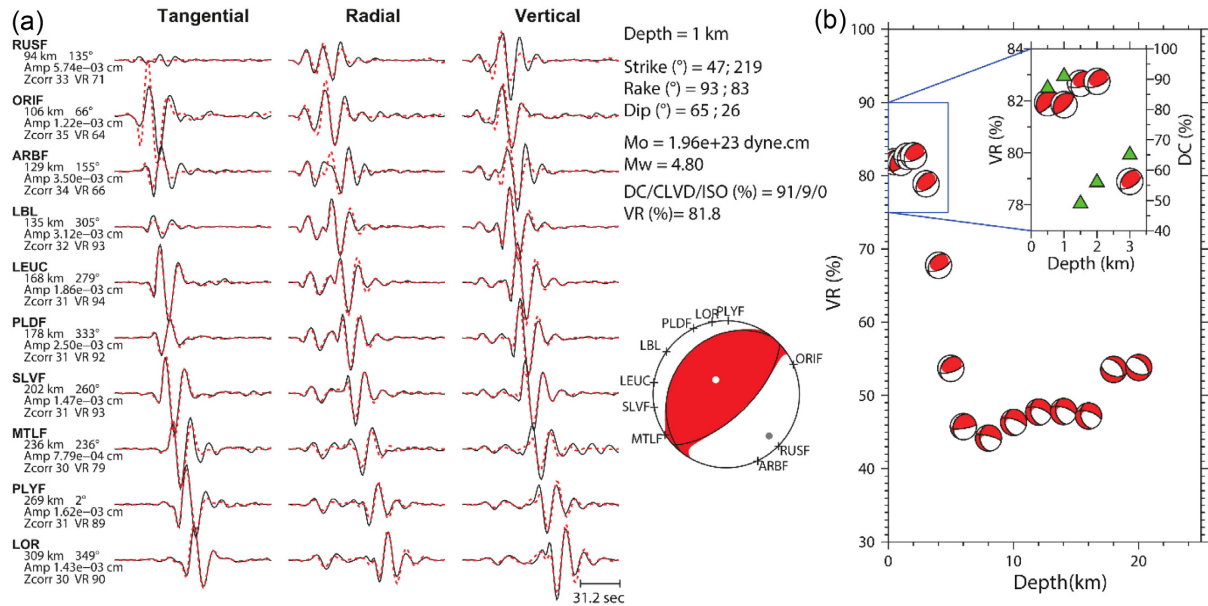 (a)
Tangential
Radial
Vertical
RUSF
94 km 135°
Amp 5.74e−03 cm
Zcorr 33 VR 71
ORIF
106 km 66°
Amp 1.22e−03 cm
Zcorr 35 VR 64
ARBF
129 km 155°
Amp 3.50e−03 cm
Zcorr 34 VR 66
LBL
135 km 305°
Amp 3.12e−03 cm
Zcorr 32 VR 93
LEUC
168 km 279°
Amp 1.86e−03 cm
Zcorr 31 VR 94
PLDF
178 km 333°
Amp 2.50e−03 cm
Zcorr 31 VR 92
SLVF
202 km 260°
Amp 1.47e−03 cm
Zcorr 31 VR 93
MTLF
236 km 236°
Amp 7.79e−04 cm
Zcorr 30 VR 79
PLYF
269 km 2°
Amp 1.62e−03 cm
Zcorr 31 VR 89
LOR
309 km 349°
Amp 1.43e−03 cm
Zcorr 30 VR 90
31.2 sec
Depth = 1 km
Strike (°) = 47 ; 219
Rake (°) = 93 ; 83
Dip (°) = 65 ; 26
Mo = 1.96e+23 dyne.cm
Mw = 4.80
DC/CLVD/ISO (%) = 91/9/0
VR (%)= 81.8
LOR
PLYF
PLDF
LBL
ORIF
LEUC
SLVF
MTLF
RUSF
ARBF
(b)
100
90
80
70
60
50
40
30
VR (%)
0
10
20
Depth(km)
84
82
80
78
VR (%)
100
90
80
70
60
50
40
DC (%)
0
1
2
3
Depth (km)